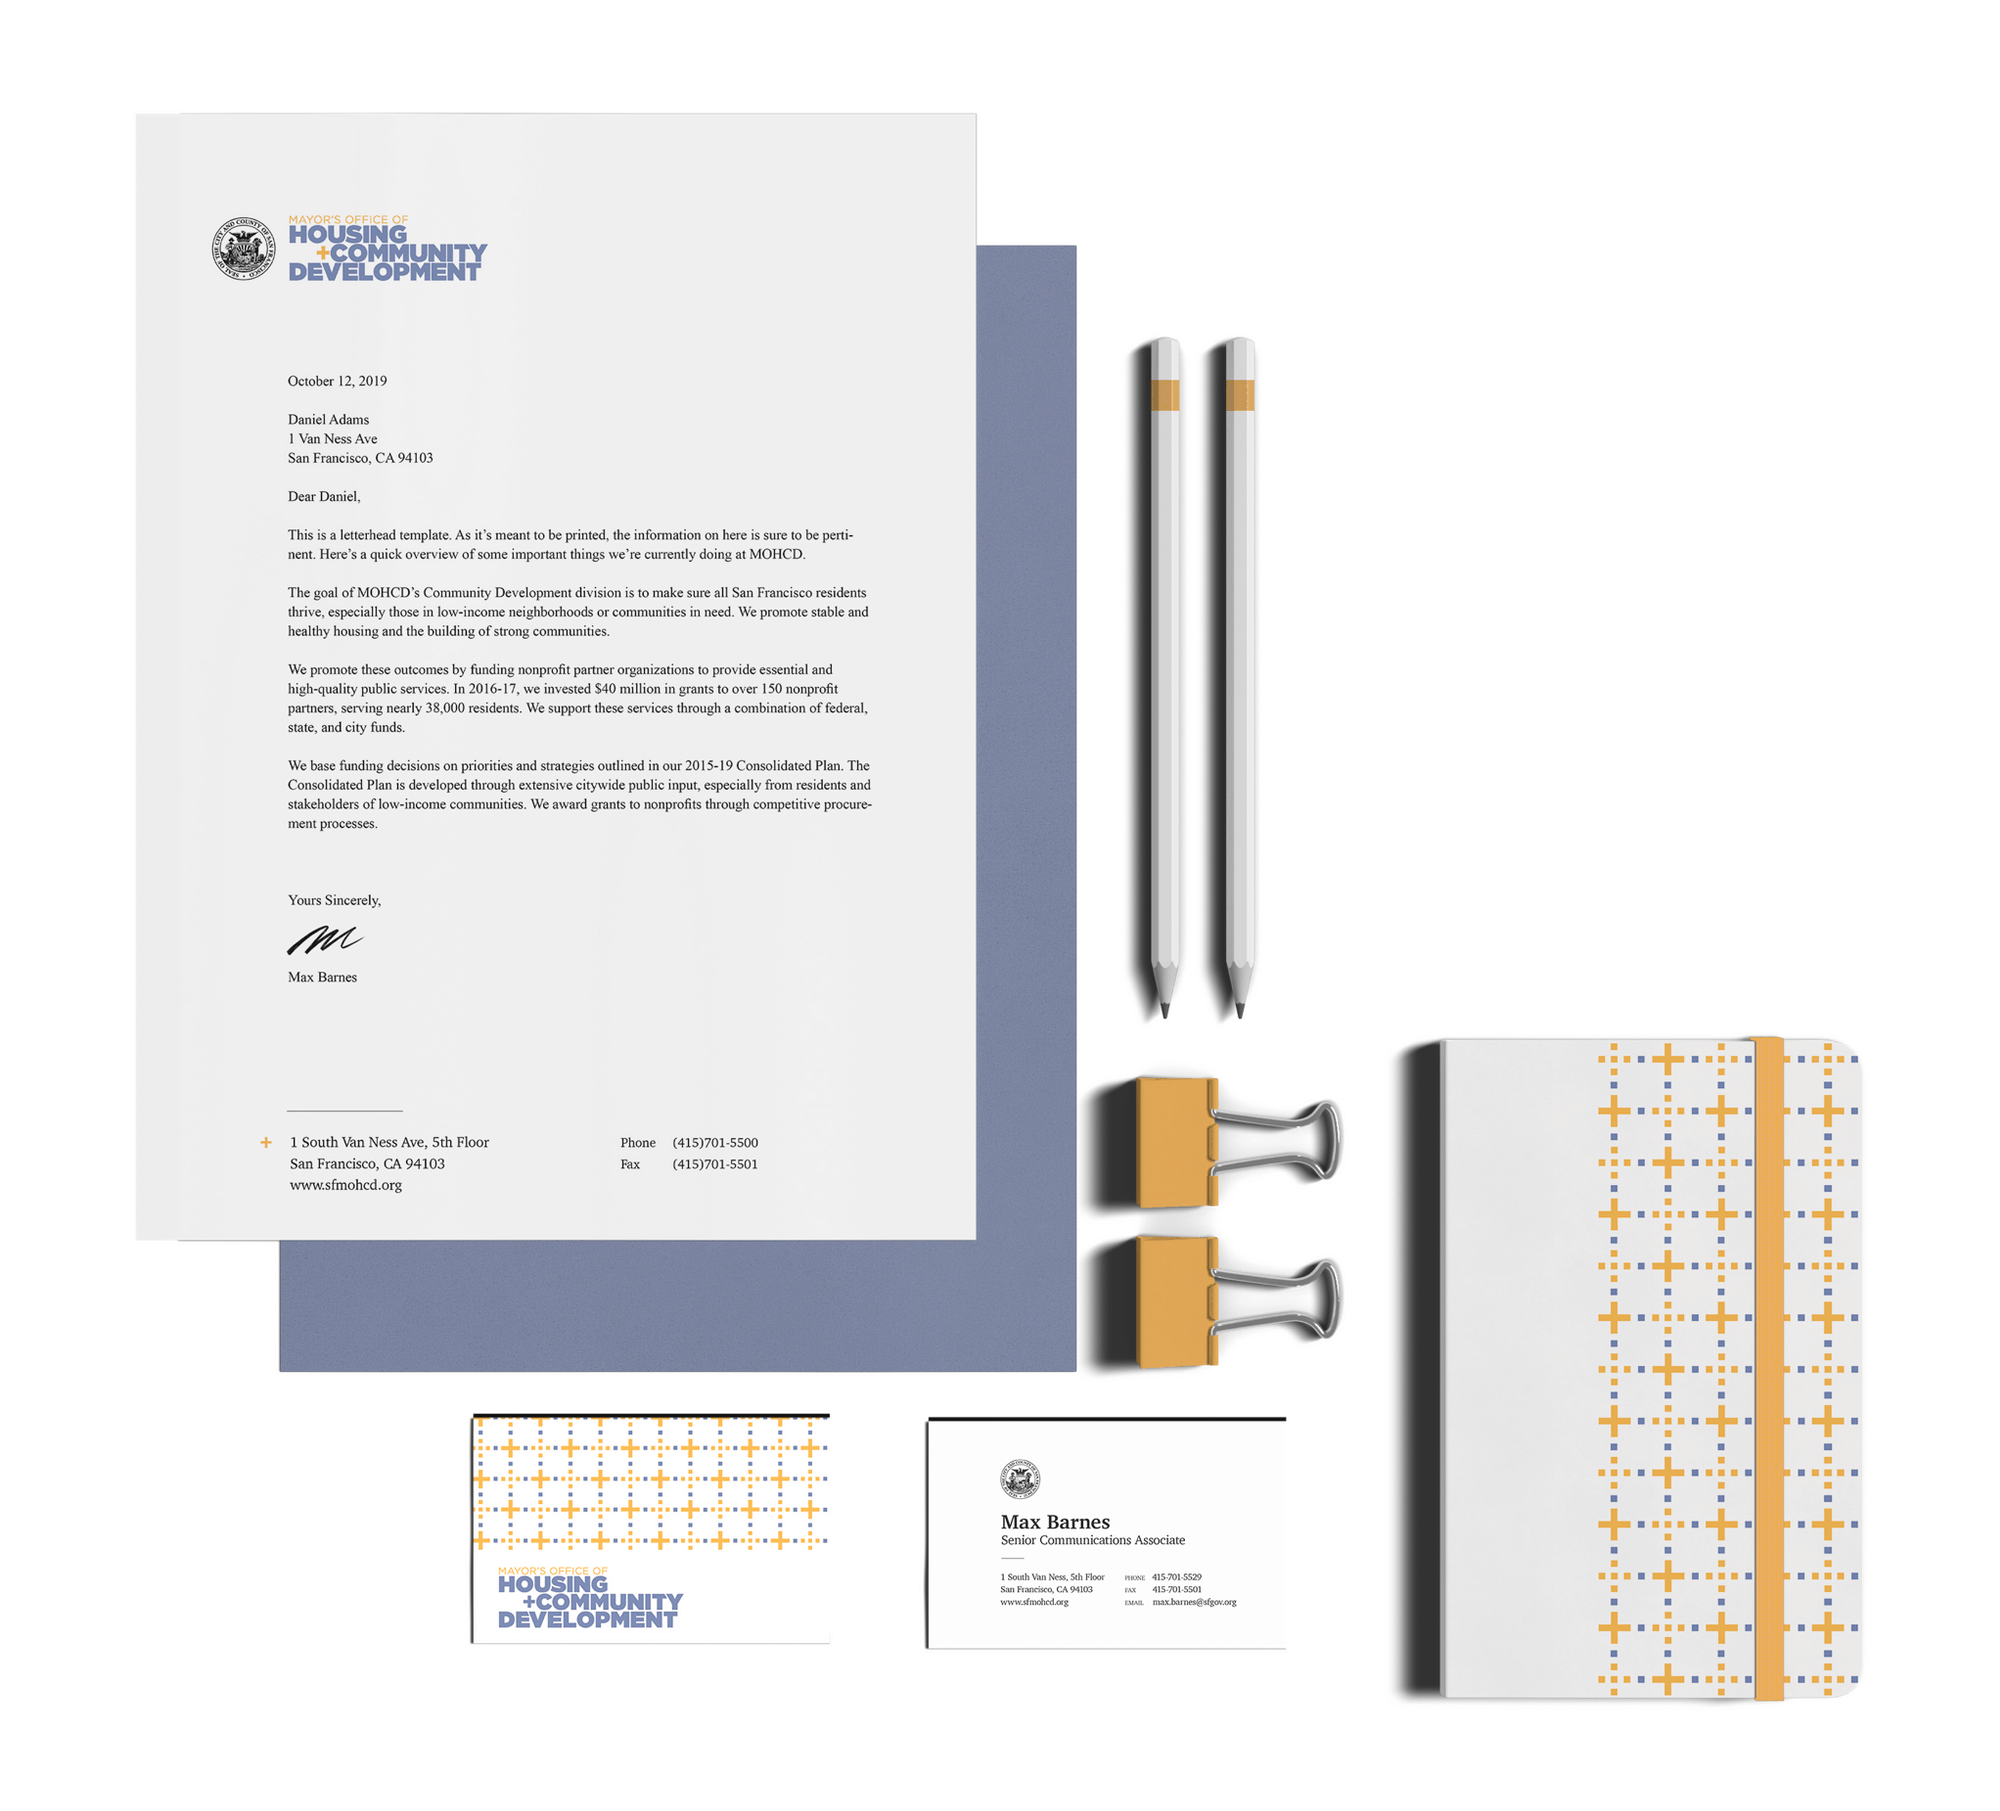 SEAL OF THE CITY AND COUNTY OF SAN FRANCISCO
MAYOR'S OFFICE OF
HOUSING
+COMMUNITY
DEVELOPMENT
October 12, 2019
Daniel Adams
1 Van Ness Ave
San Francisco, CA 94103
Dear Daniel,
This is a letterhead template. As it’s meant to be printed, the information on here is sure to be perti-
nent. Here’s a quick overview of some important things we’re currently doing at MOHCD.
The goal of MOHCD’s Community Development division is to make sure all San Francisco residents
thrive, especially those in low-income neighborhoods or communities in need. We promote stable and
healthy housing and the building of strong communities.
We promote these outcomes by funding nonprofit partner organizations to provide essential and
high-quality public services. In 2016-17, we invested $40 million in grants to over 150 nonprofit
partners, serving nearly 38,000 residents. We support these services through a combination of federal,
state, and city funds.
We base funding decisions on priorities and strategies outlined in our 2015-19 Consolidated Plan. The
Consolidated Plan is developed through extensive citywide public input, especially from residents and
stakeholders of low-income communities. We award grants to nonprofits through competitive procure-
ment processes.
Yours Sincerely,
Max Barnes
+ 1 South Van Ness Ave, 5th Floor
San Francisco, CA 94103
www.sfmohcd.org
Phone (415)701-5500
Fax (415)701-5501
MAYOR'S OFFICE OF
HOUSING
+COMMUNITY
DEVELOPMENT
Max Barnes
Senior Communications Associate
1 South Van Ness, 5th Floor
San Francisco, CA 94103
www.sfmohcd.org
PHONE 415-701-5529
FAX 415-701-5501
EMAIL max.barnes@sfgov.org